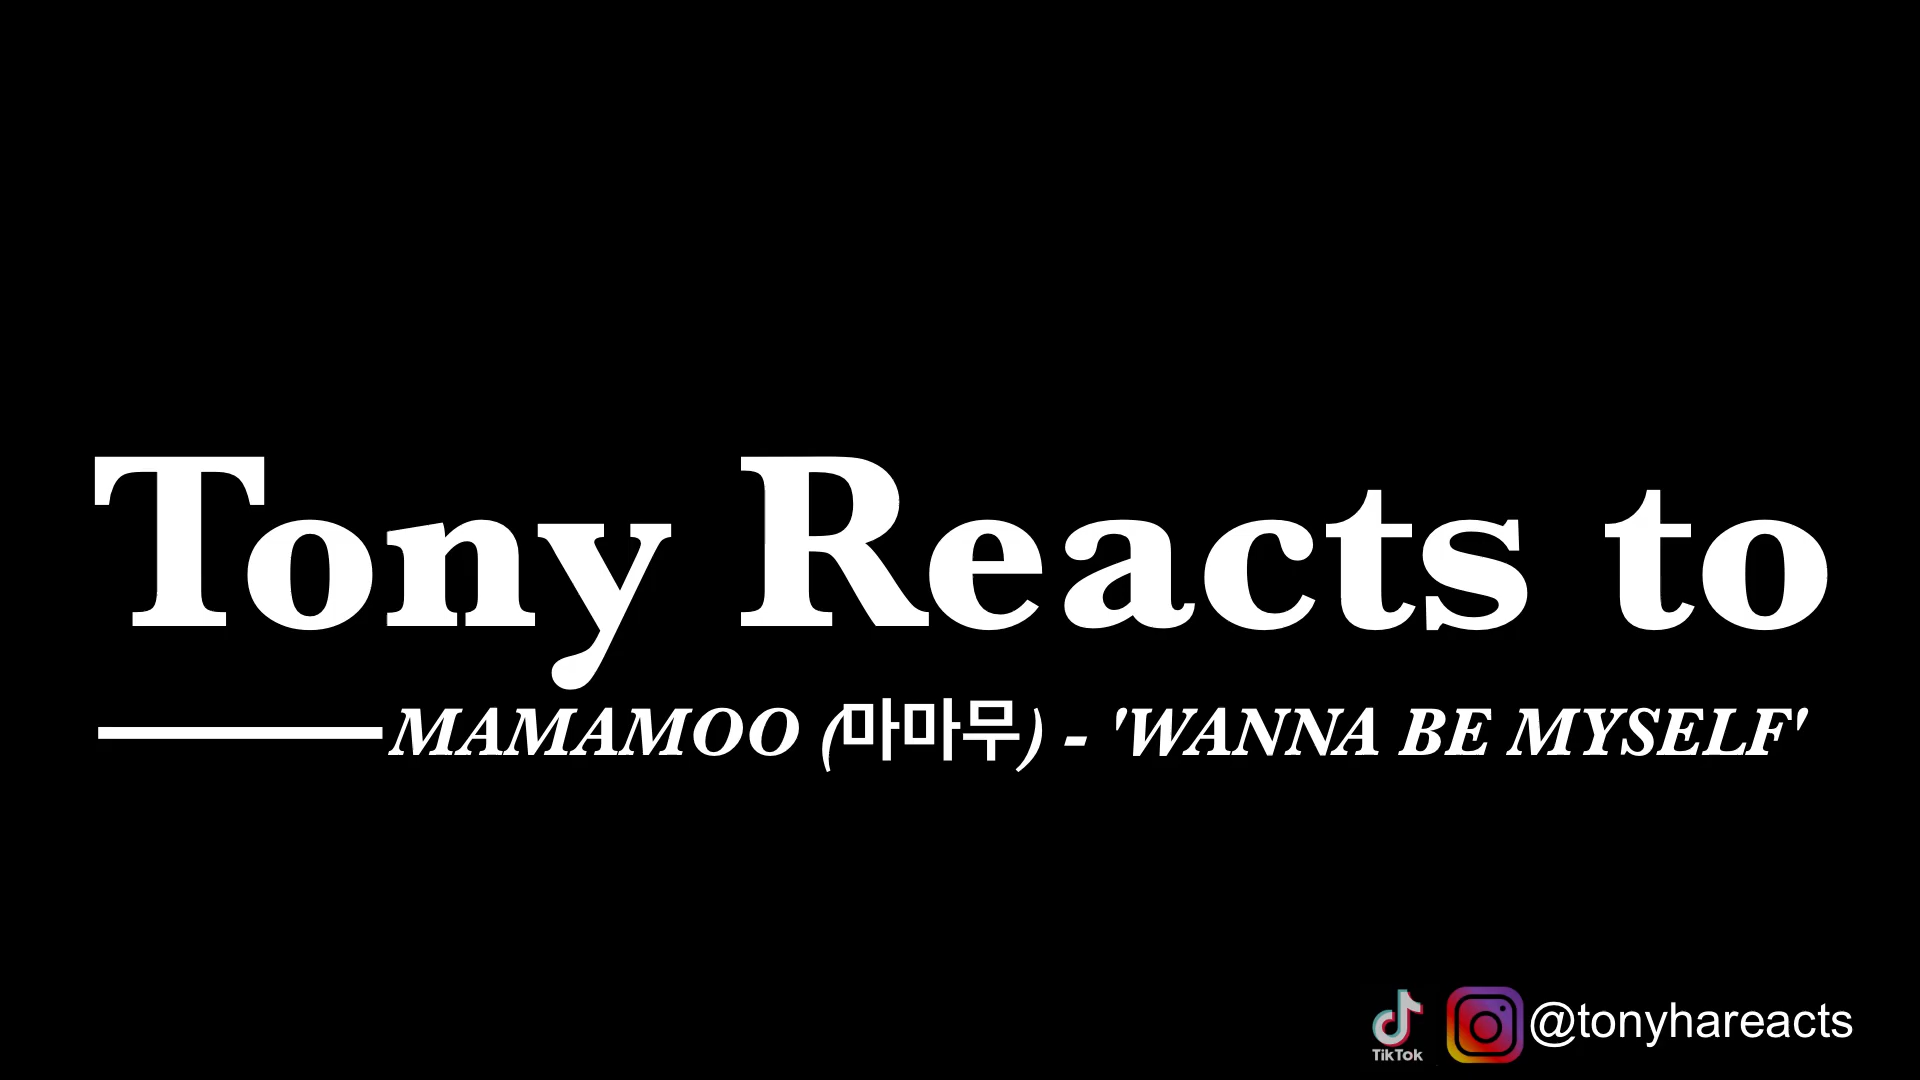 Tony Reacts to
MAMAMOO (마마무) - 'WANNA BE MYSELF'
TikTok
@tonyhareacts